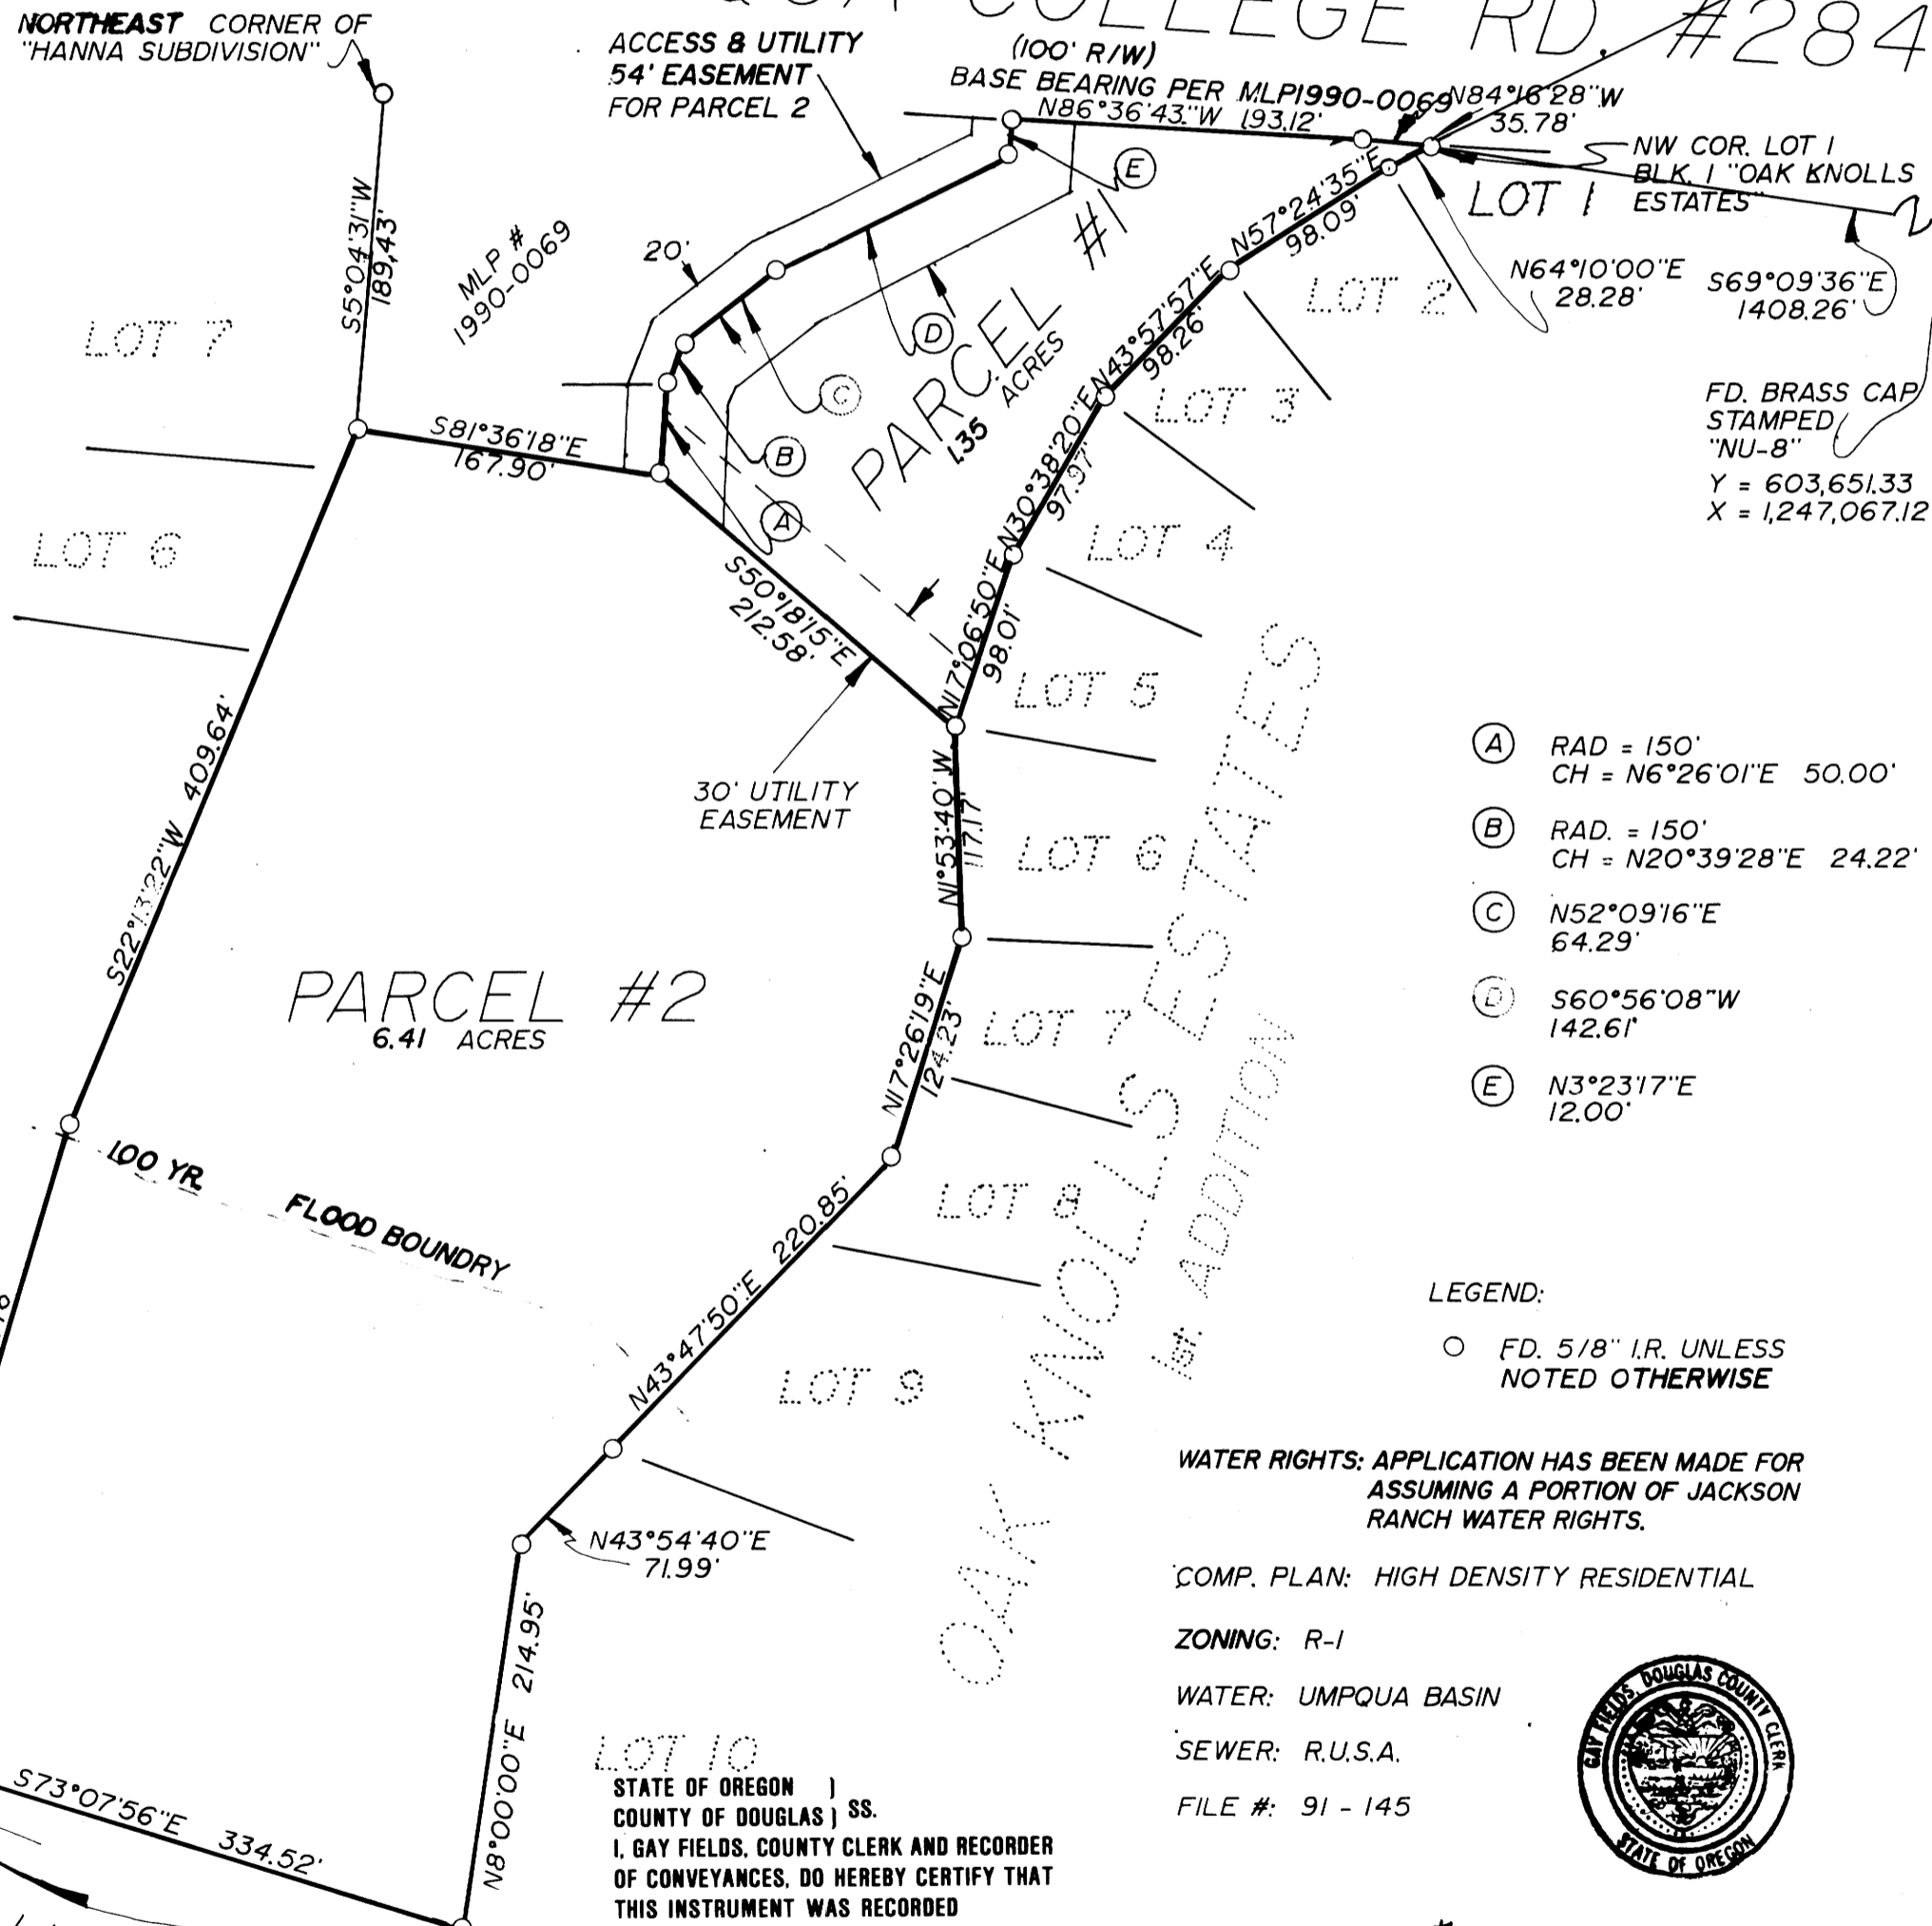 COLLEGE RD. #284
NORTHEAST CORNER OF
"HANNA SUBDIVISION"
ACCESS & UTILITY
54' EASEMENT
FOR PARCEL 2
(100' R/W)
BASE BEARING PER MLP1990-0069
N86°36'43"W 193.12'
N84°16'28"W
35.78'
NW COR. LOT 1
BLK. 1 "OAK KNOLLS
ESTATES"
LOT 1
S5°04'31"W
189.43'
MLP #
1990-0069
20'
E
N57°24'35"E
98.09'
LOT 2
N64°10'00"E
28.28'
S69°09'36"E
1408.26'
LOT 7
D
C
PARCEL #1
1.35 ACRES
N43°57'57"E
98.26'
LOT 3
FD. BRASS CAP
STAMPED
"NU-8"
Y = 603,651.33
X = 1,247,067.12
S81°36'18"E
167.90'
B
A
N30°38'20"E
97.97'
LOT 4
LOT 6
S50°18'15"E
212.58'
N17°06'50"E
98.01'
LOT 5
30' UTILITY
EASEMENT
S22°13'22"W 409.64'
N1°53'40"W
117.17'
LOT 6
A RAD = 150'
CH = N6°26'01"E 50.00'
B RAD. = 150'
CH = N20°39'28"E 24.22'
C N52°09'16"E
64.29'
D S60°56'08"W
142.61'
E N3°23'17"E
12.00'
PARCEL #2
6.41 ACRES
N17°26'19"E
124.23'
LOT 7
OAK KNOLLS ESTATES
1st. ADDITION
100 YR. FLOOD BOUNDRY
LOT 8
N43°47'50"E 220.85'
LOT 9
LEGEND:
FD. 5/8" I.R. UNLESS
NOTED OTHERWISE
WATER RIGHTS: APPLICATION HAS BEEN MADE FOR
ASSUMING A PORTION OF JACKSON
RANCH WATER RIGHTS.
N43°54'40"E
71.99'
COMP. PLAN: HIGH DENSITY RESIDENTIAL
ZONING: R-1
WATER: UMPQUA BASIN
SEWER: R.U.S.A.
FILE #: 91 - 145
GAY FIELDS, DOUGLAS COUNTY CLERK
STATE OF OREGON
N8°00'00"E 214.95'
LOT 10
S73°07'56"E 334.52'
STATE OF OREGON )
COUNTY OF DOUGLAS ) SS.
I, GAY FIELDS, COUNTY CLERK AND RECORDER
OF CONVEYANCES, DO HEREBY CERTIFY THAT
THIS INSTRUMENT WAS RECORDED